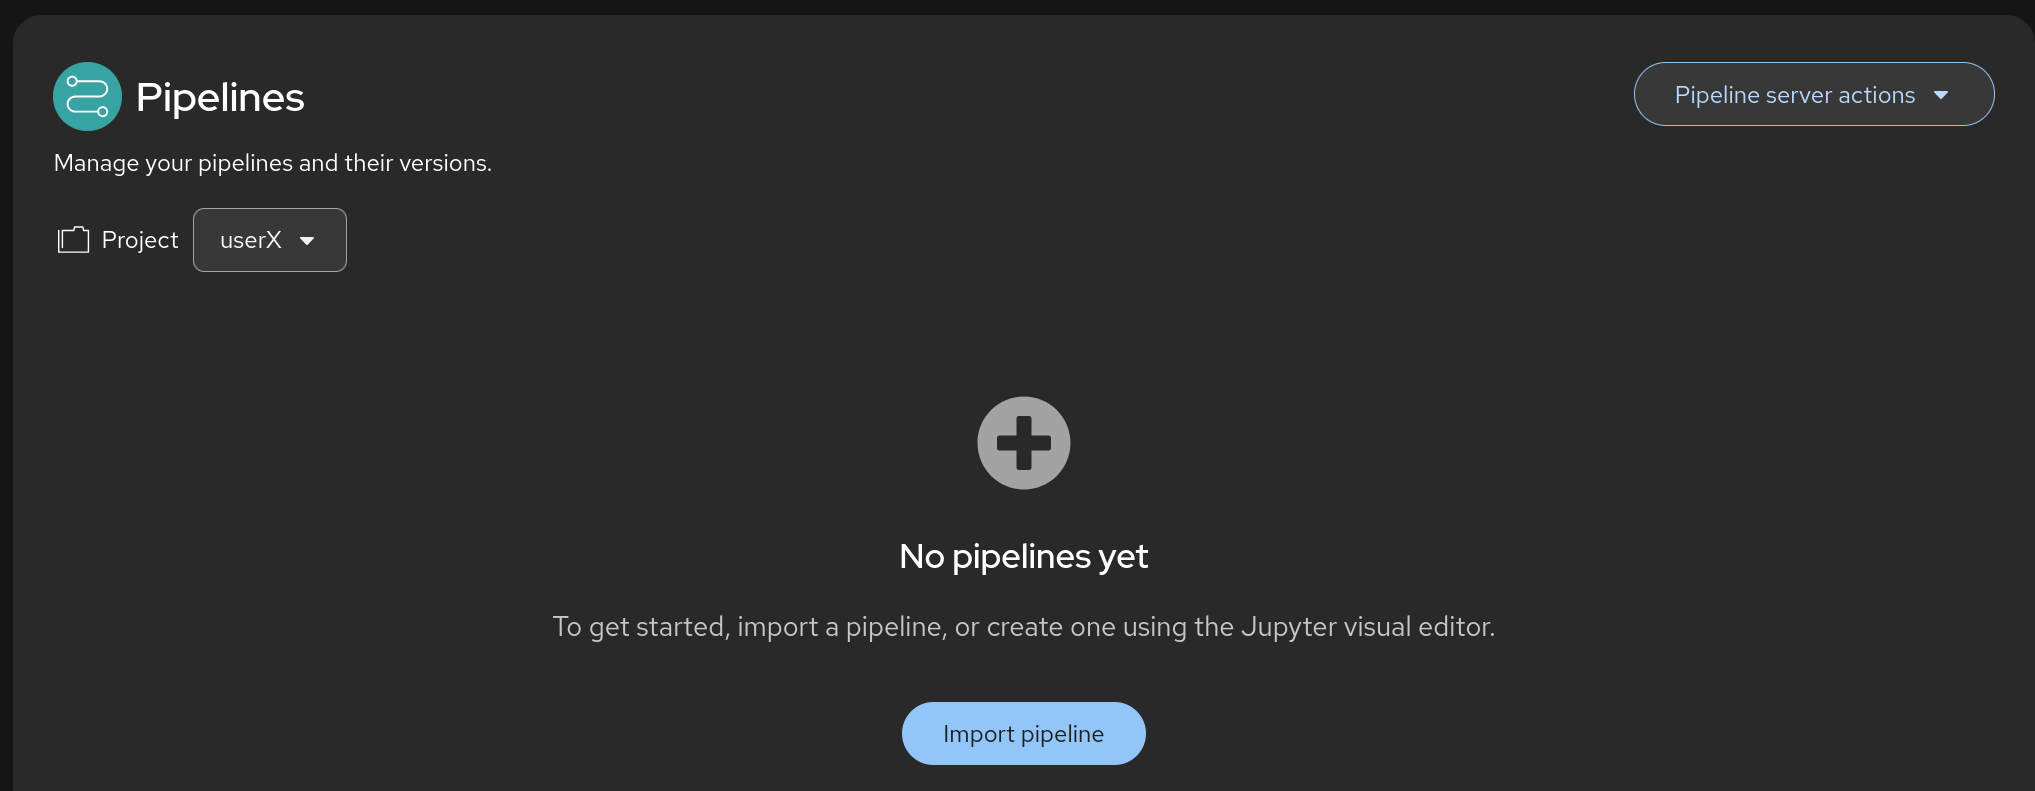 Pipelines
Pipeline server actions
Manage your pipelines and their versions.
Project userX
No pipelines yet
To get started, import a pipeline, or create one using the Jupyter visual editor.
Import pipeline